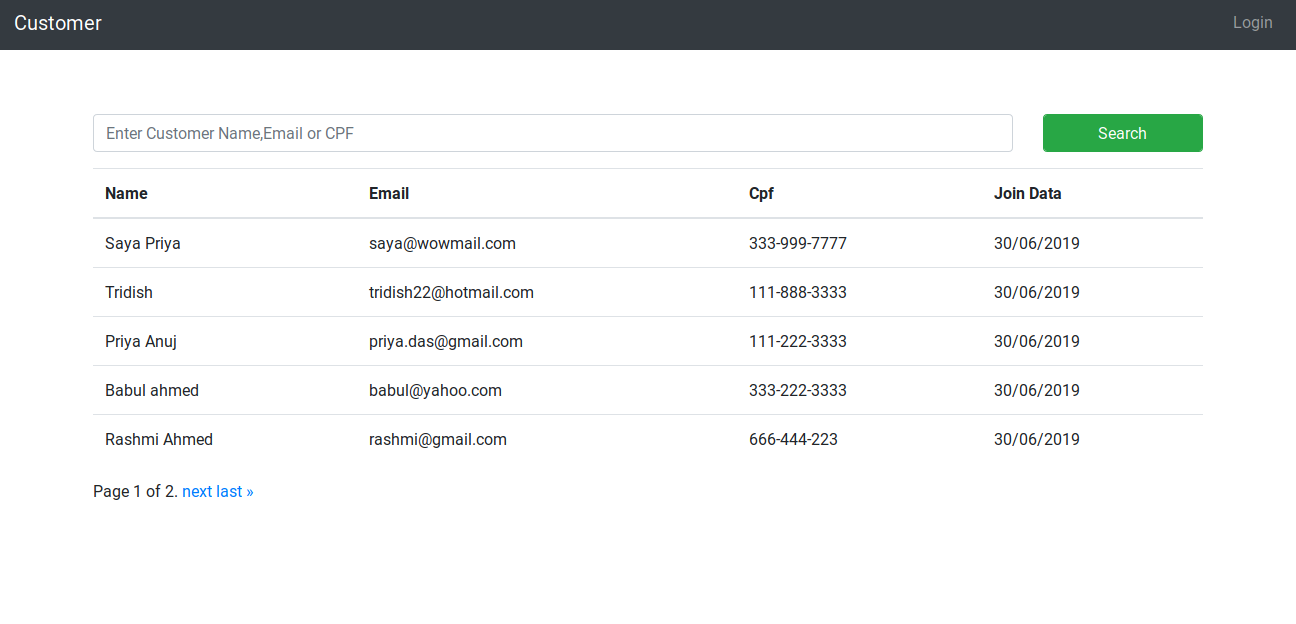 Customer Login
Enter Customer Name,Email or CPF Search
Name Email Cpf Join Data
Saya Priya saya@wowmail.com 333-999-7777 30/06/2019
Tridish tridish22@hotmail.com 111-888-3333 30/06/2019
Priya Anuj priya.das@gmail.com 111-222-3333 30/06/2019
Babul ahmed babul@yahoo.com 333-222-3333 30/06/2019
Rashmi Ahmed rashmi@gmail.com 666-444-223 30/06/2019
Page 1 of 2. next last »